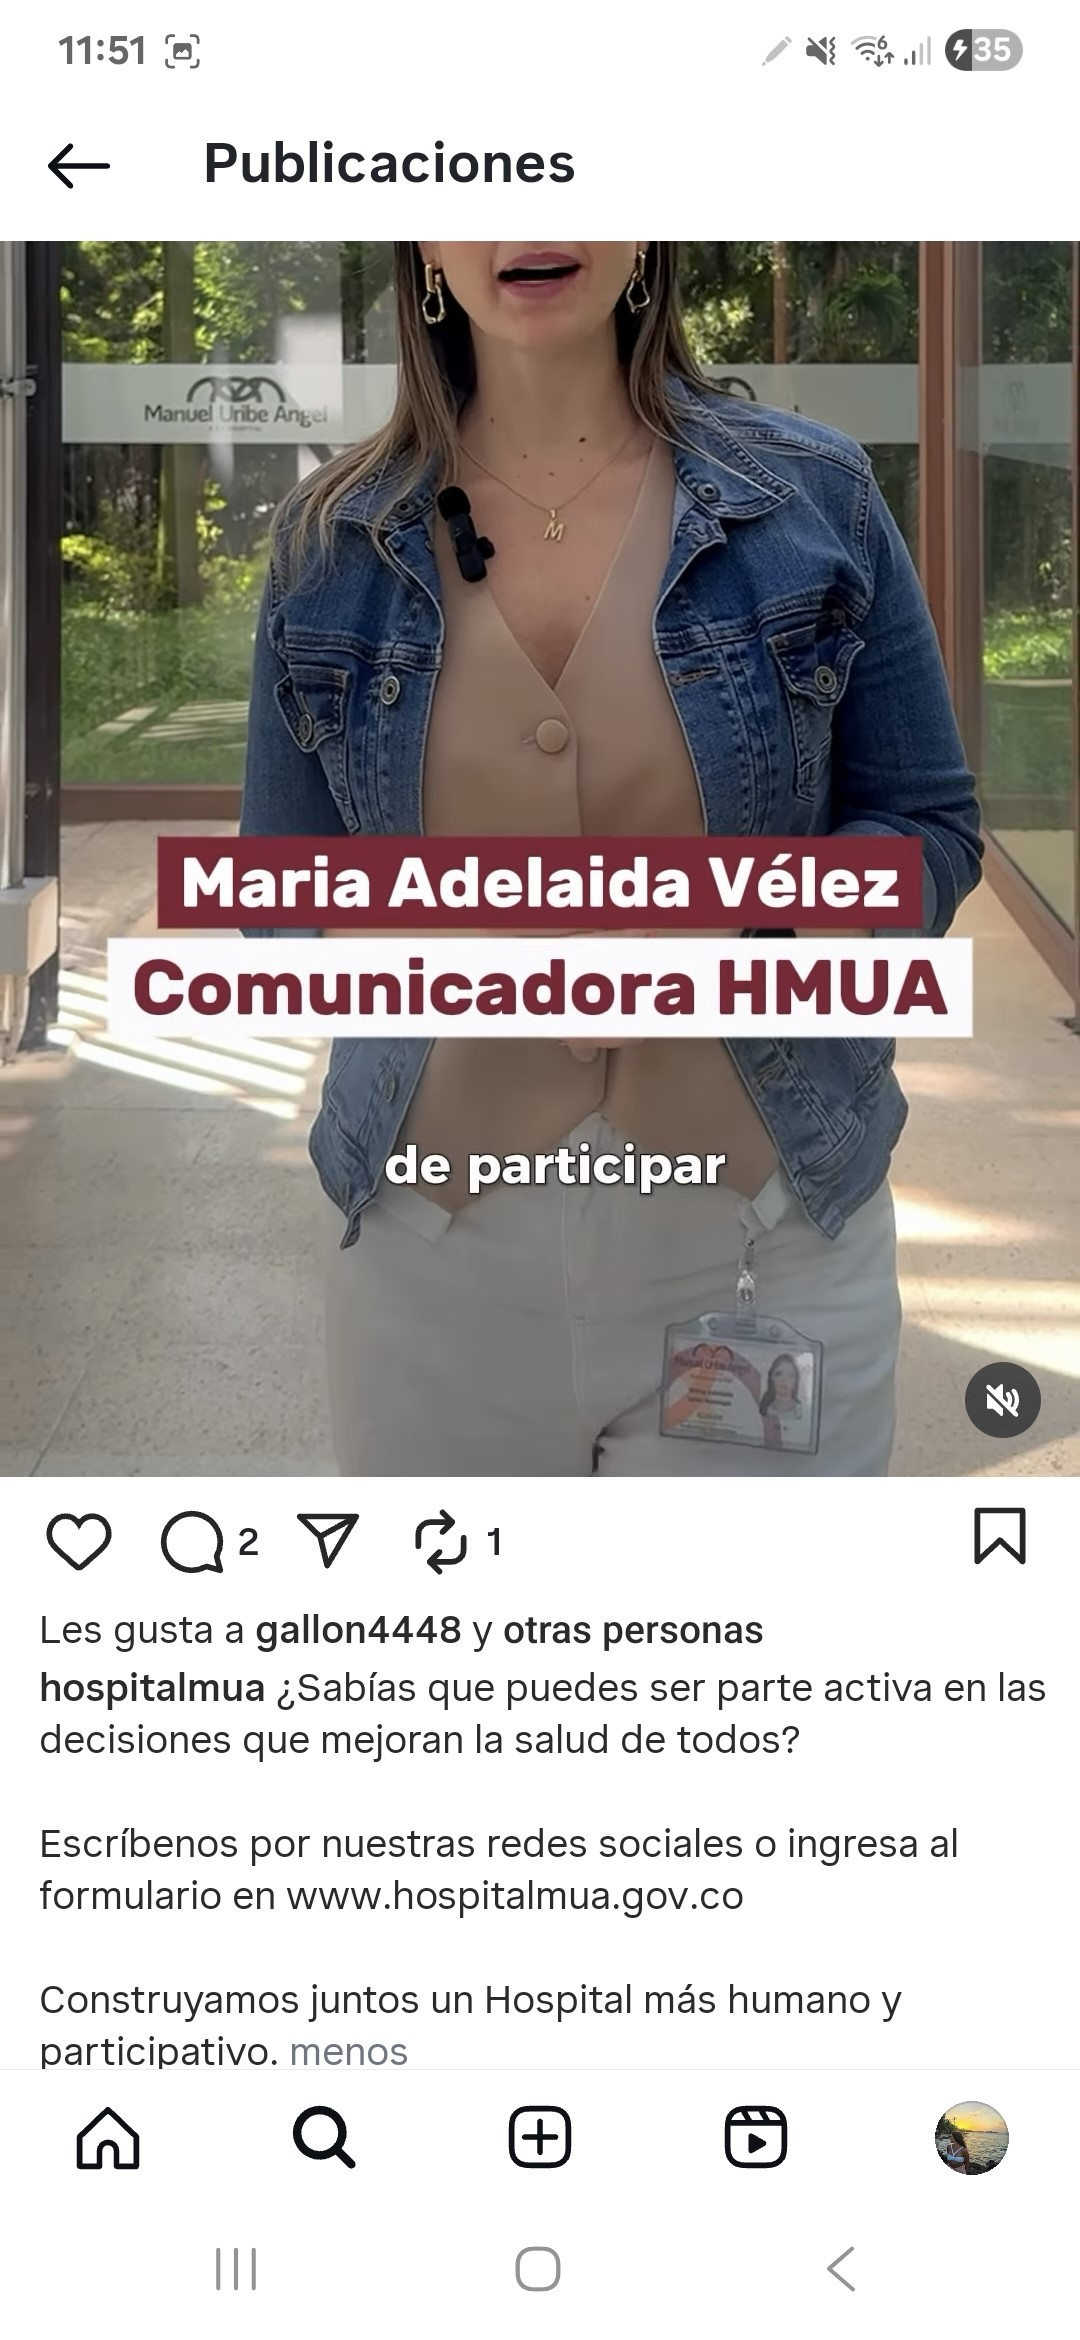 11:51
6
35
Publicaciones
Manuel Uribe Angel
M
Maria Adelaida Vélez
Comunicadora HMUA
de participar
2
1
Les gusta a gallon4448 y otras personas
hospitalmua ¿Sabías que puedes ser parte activa en las
decisiones que mejoran la salud de todos?
Escríbenos por nuestras redes sociales o ingresa al
formulario en www.hospitalmua.gov.co
Construyamos juntos un Hospital más humano y
participativo. menos